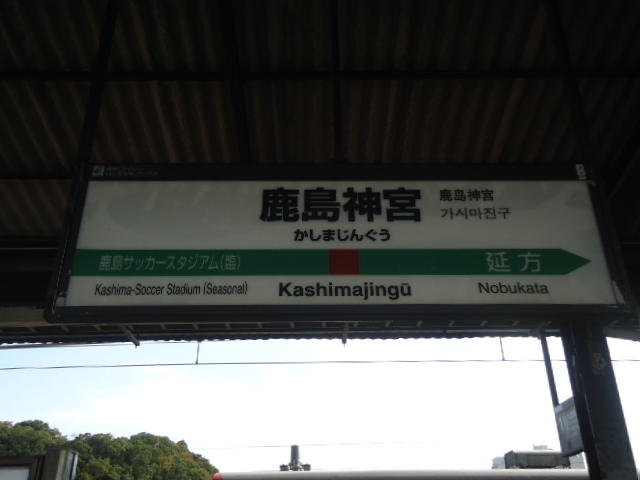 鹿島神宮
鹿岛神宫
가시마진구
かしまじんぐう
鹿島サッカースタジアム(臨)
延方
Kashima-Soccer Stadium (Seasonal)
Kashimajingū
Nobukata